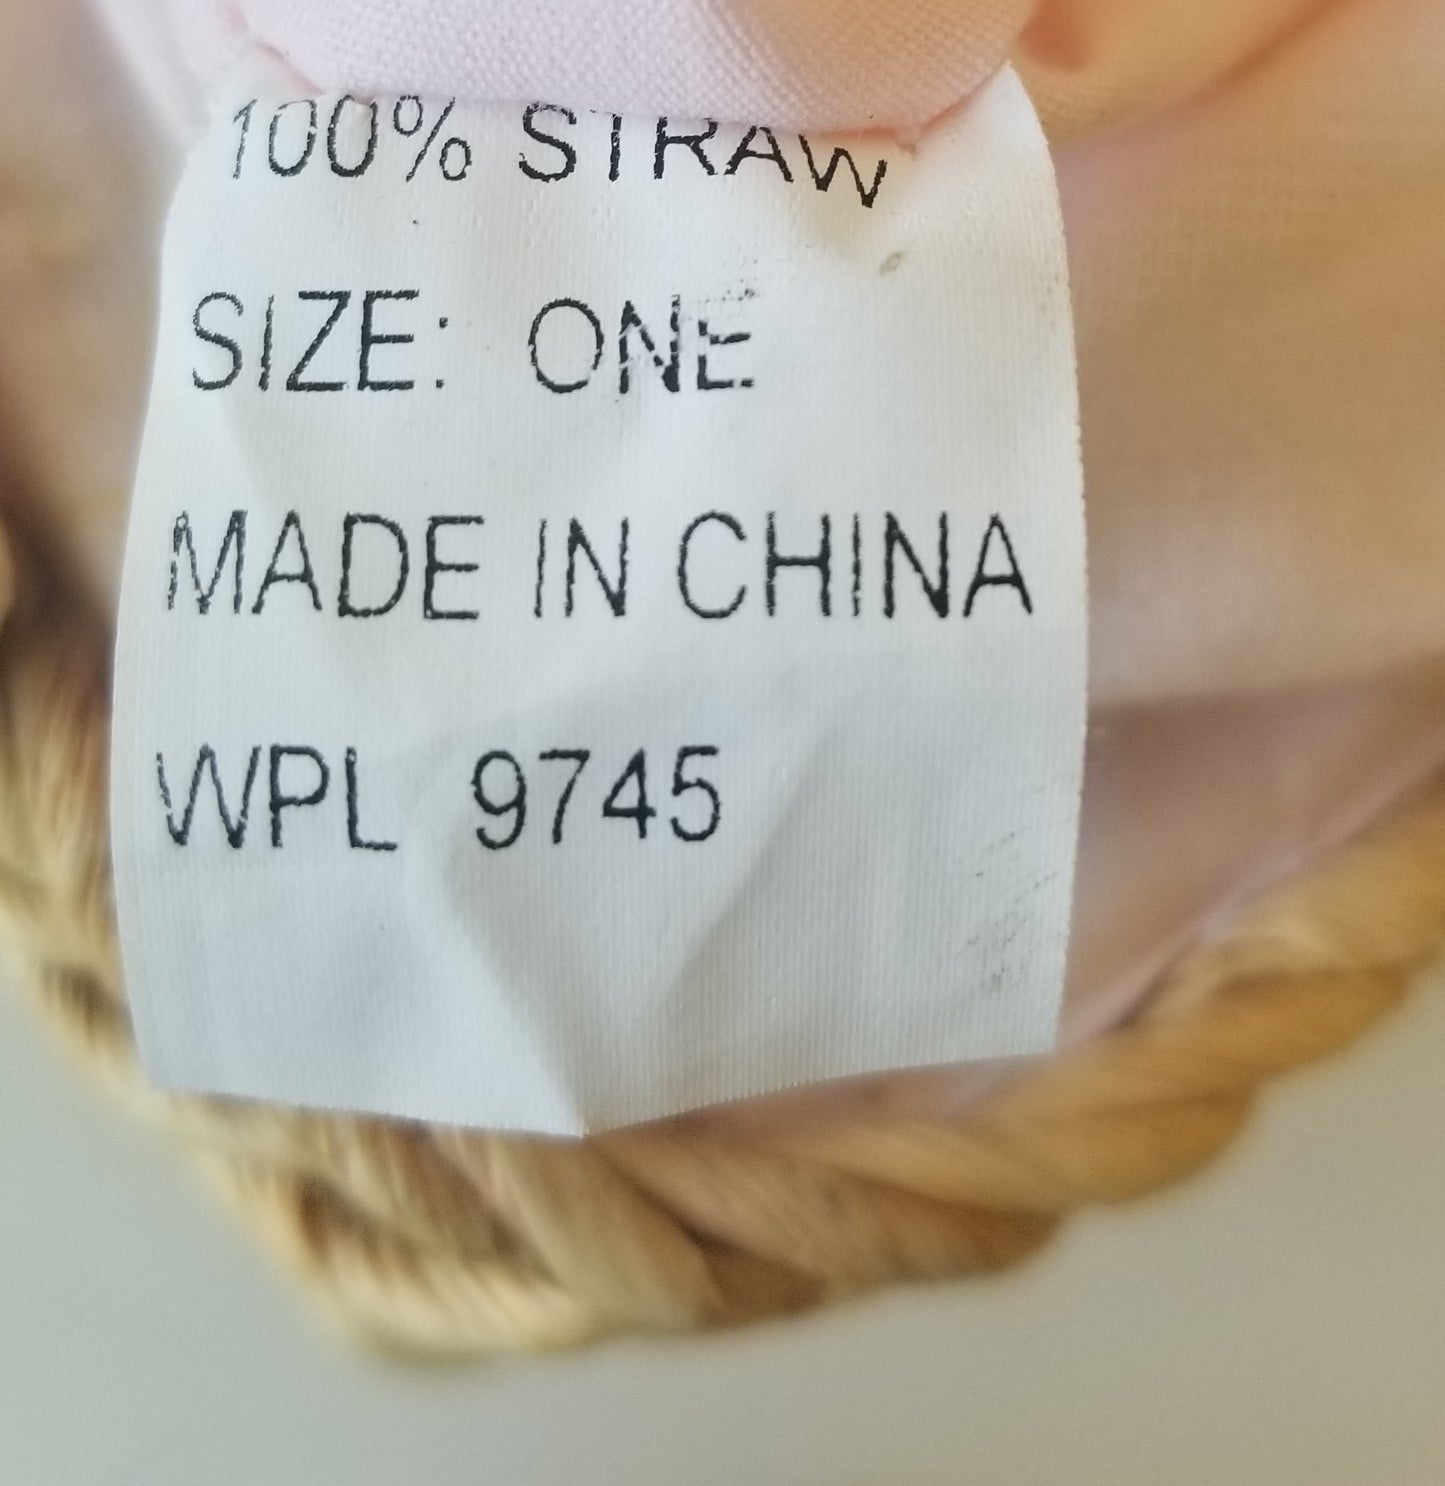 100% STRAW
SIZE: ONE
MADE IN CHINA
WPL 9745